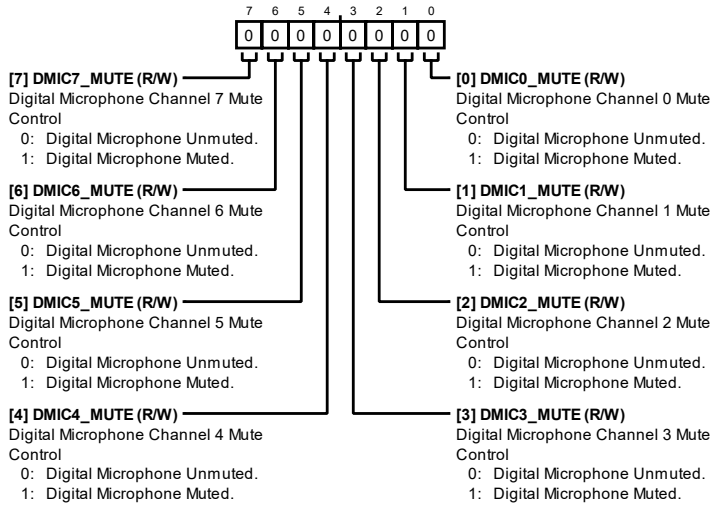 7 6 5 4 3 2 1 0
0 0 0 0 0 0 0 0
[7] DMIC7_MUTE (R/W)
Digital Microphone Channel 7 Mute
Control
0: Digital Microphone Unmuted.
1: Digital Microphone Muted.
[6] DMIC6_MUTE (R/W)
Digital Microphone Channel 6 Mute
Control
0: Digital Microphone Unmuted.
1: Digital Microphone Muted.
[5] DMIC5_MUTE (R/W)
Digital Microphone Channel 5 Mute
Control
0: Digital Microphone Unmuted.
1: Digital Microphone Muted.
[4] DMIC4_MUTE (R/W)
Digital Microphone Channel 4 Mute
Control
0: Digital Microphone Unmuted.
1: Digital Microphone Muted.
[0] DMIC0_MUTE (R/W)
Digital Microphone Channel 0 Mute
Control
0: Digital Microphone Unmuted.
1: Digital Microphone Muted.
[1] DMIC1_MUTE (R/W)
Digital Microphone Channel 1 Mute
Control
0: Digital Microphone Unmuted.
1: Digital Microphone Muted.
[2] DMIC2_MUTE (R/W)
Digital Microphone Channel 2 Mute
Control
0: Digital Microphone Unmuted.
1: Digital Microphone Muted.
[3] DMIC3_MUTE (R/W)
Digital Microphone Channel 3 Mute
Control
0: Digital Microphone Unmuted.
1: Digital Microphone Muted.